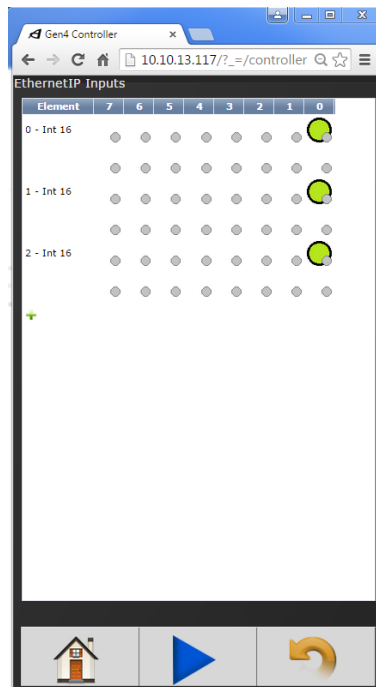 Gen4 Controller
10.10.13.117/?_=/controller
EthernetIP Inputs
Element 7 6 5 4 3 2 1 0
0 - Int 16
1 - Int 16
2 - Int 16